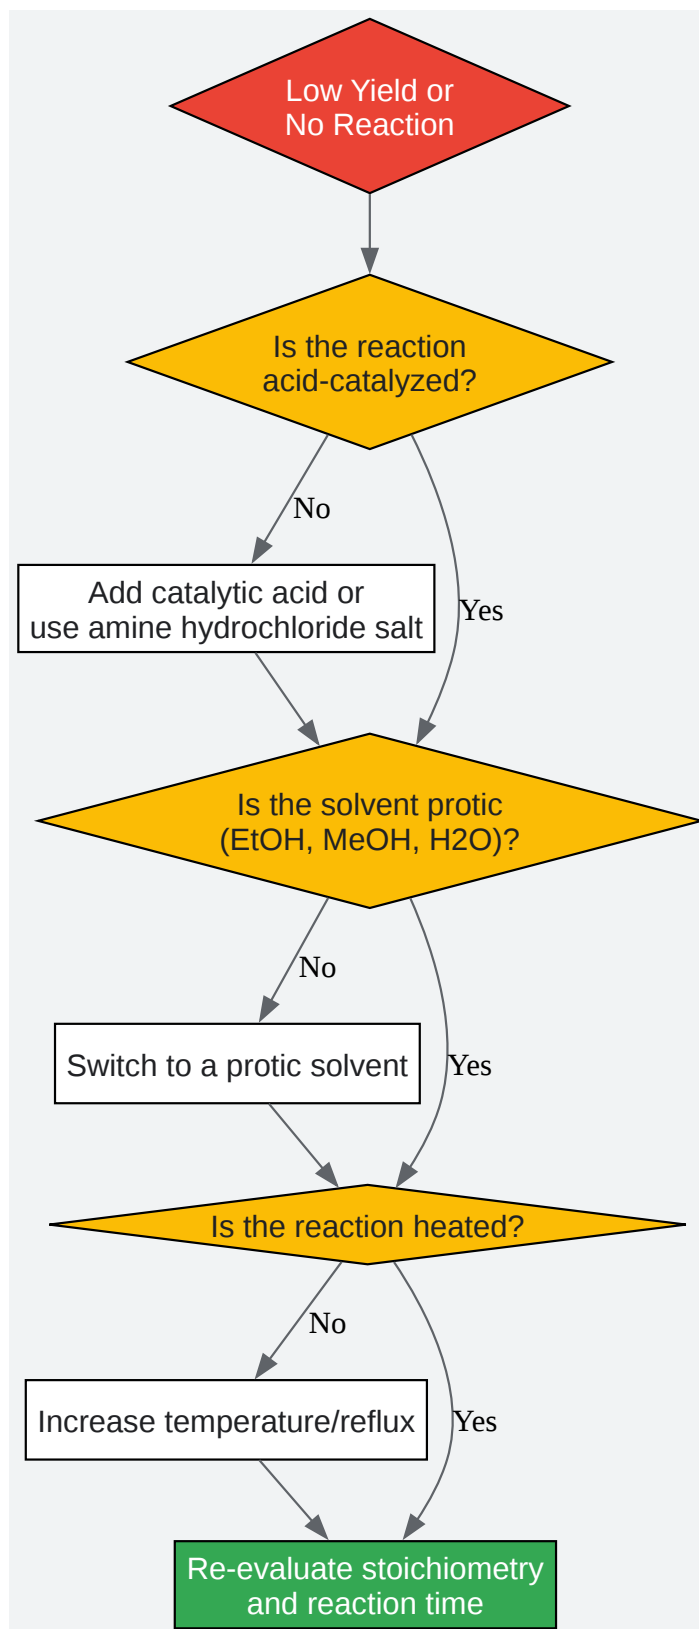 Low Yield or
No Reaction
Is the reaction
acid-catalyzed?
No
Add catalytic acid or
use amine hydrochloride salt
Yes
Is the solvent protic
(EtOH, MeOH, H2O)?
No
Switch to a protic solvent
Yes
Is the reaction heated?
No
Increase temperature/reflux
Yes
Re-evaluate stoichiometry
and reaction time